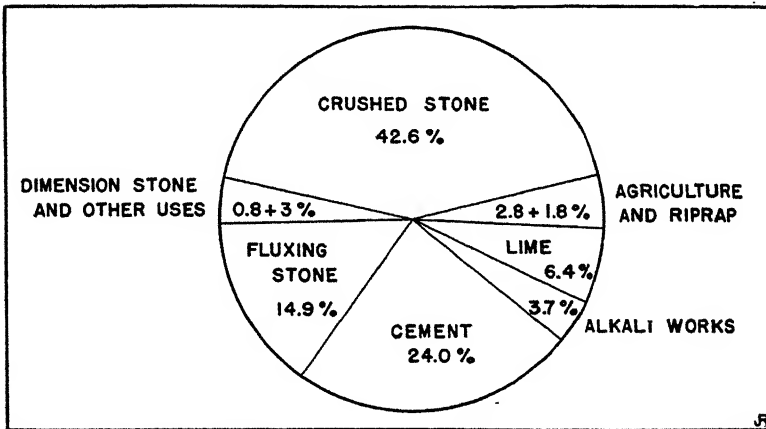 CRUSHED STONE
42.6%
DIMENSION STONE
AND OTHER USES
0.8+3%
2.8+1.8%
AGRICULTURE
AND RIPRAP
FLUXING
STONE
14.9%
LIME
6.4%
3.7%
ALKALI WORKS
CEMENT
24.0%